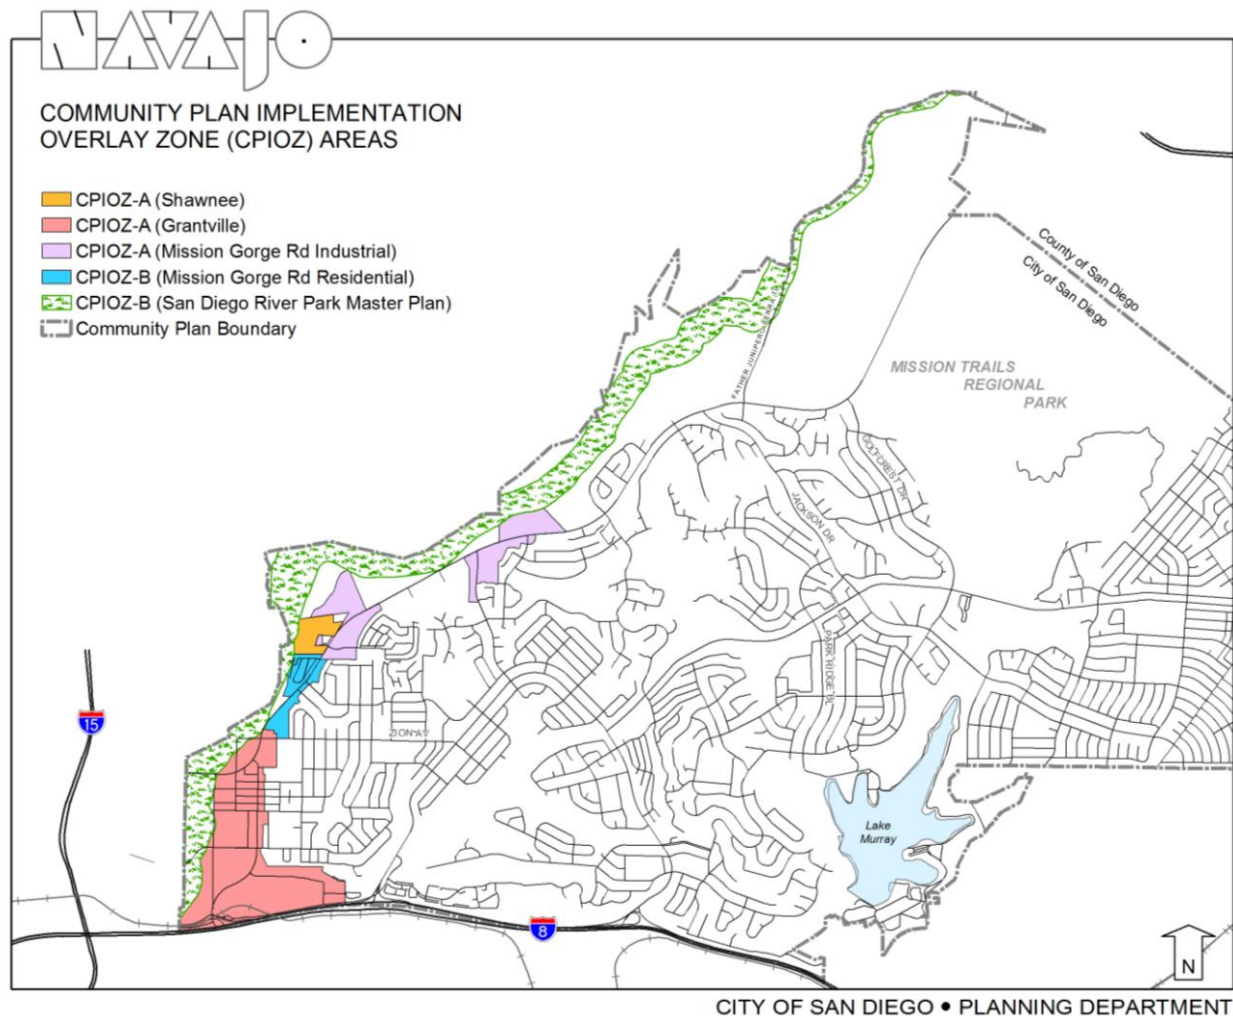 NAVAJO
COMMUNITY PLAN IMPLEMENTATION
OVERLAY ZONE (CPIOZ) AREAS
CPIOZ-A (Shawnee)
CPIOZ-A (Grantville)
CPIOZ-A (Mission Gorge Rd Industrial)
CPIOZ-B (Mission Gorge Rd Residential)
CPIOZ-B (San Diego River Park Master Plan)
Community Plan Boundary
County of San Diego
City of San Diego
MISSION TRAILS
REGIONAL
PARK
FATHER JUNIPERO SERRA
GOLFCREST DR
JACKSON DR
PARK RIDGE BL
ZION AV
15
Lake
Murray
8
N
CITY OF SAN DIEGO • PLANNING DEPARTMENT